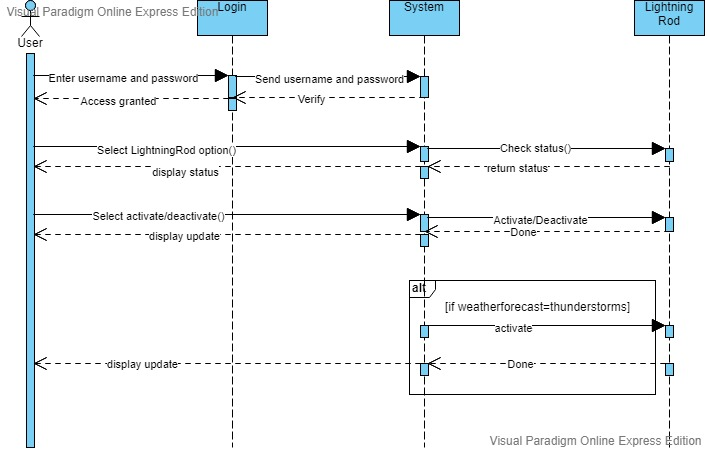 Visual Paradigm Online Express Edition
Login
System
Lightning
Rod
User
Enter username and password
Send username and password
Access granted
Verify
Select LightningRod option()
Check status()
display status
return status
Select activate/deactivate()
Activate/Deactivate
display update
Done
alt
[if weatherforecast=thunderstorms]
activate
display update
Done
Visual Paradigm Online Express Edition